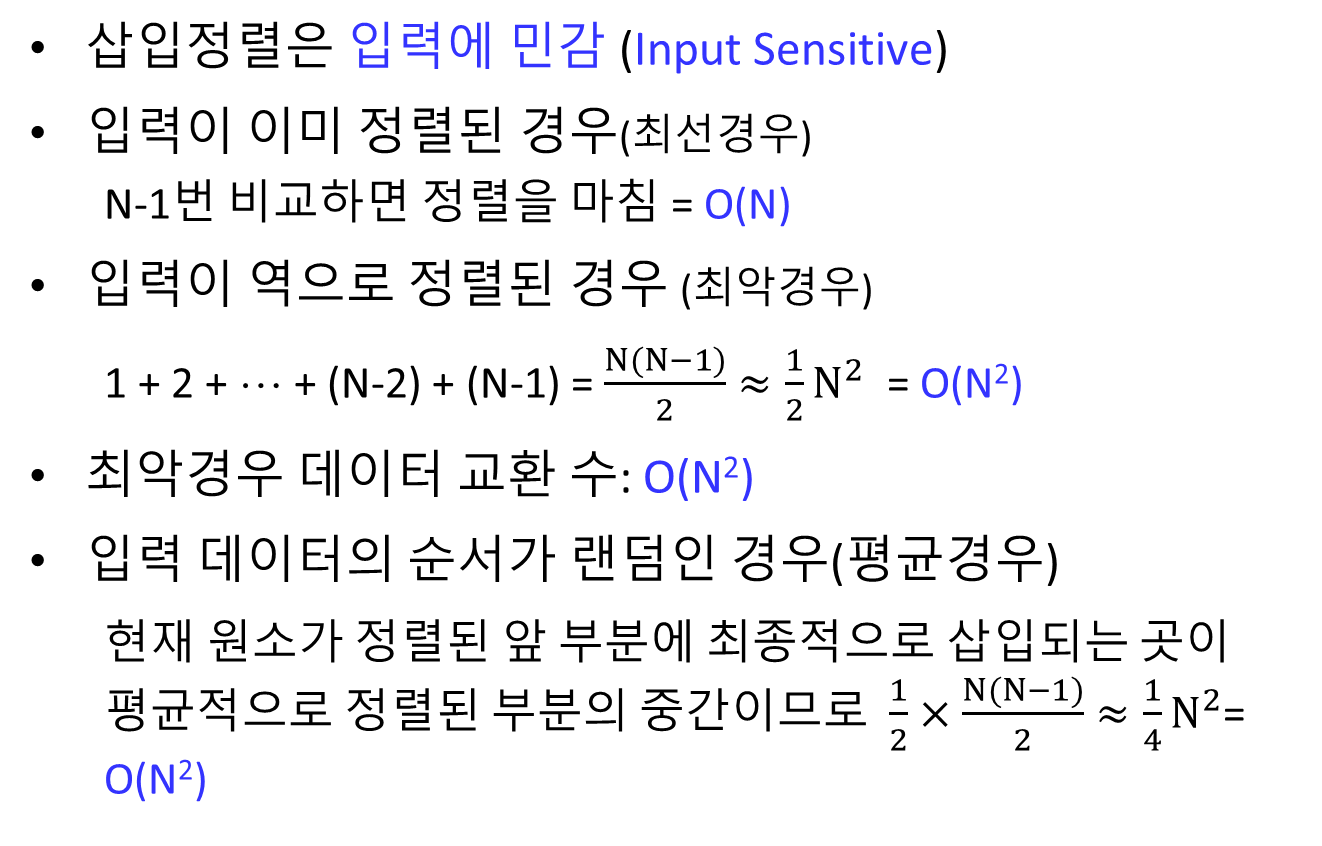 • 삽입정렬은 입력에 민감 (Input Sensitive)
• 입력이 이미 정렬된 경우(최선경우)
N-1번 비교하면 정렬을 마침 = O(N)
• 입력이 역으로 정렬된 경우 (최악경우)
1 + 2 + ⋯ + (N-2) + (N-1) = N(N−1)/2 ≈ 1/2 N² = O(N²)
• 최악경우 데이터 교환 수: O(N²)
• 입력 데이터의 순서가 랜덤인 경우(평균경우)
현재 원소가 정렬된 앞 부분에 최종적으로 삽입되는 곳이
평균적으로 정렬된 부분의 중간이므로 1/2 × N(N−1)/2 ≈ 1/4 N²=
O(N²)